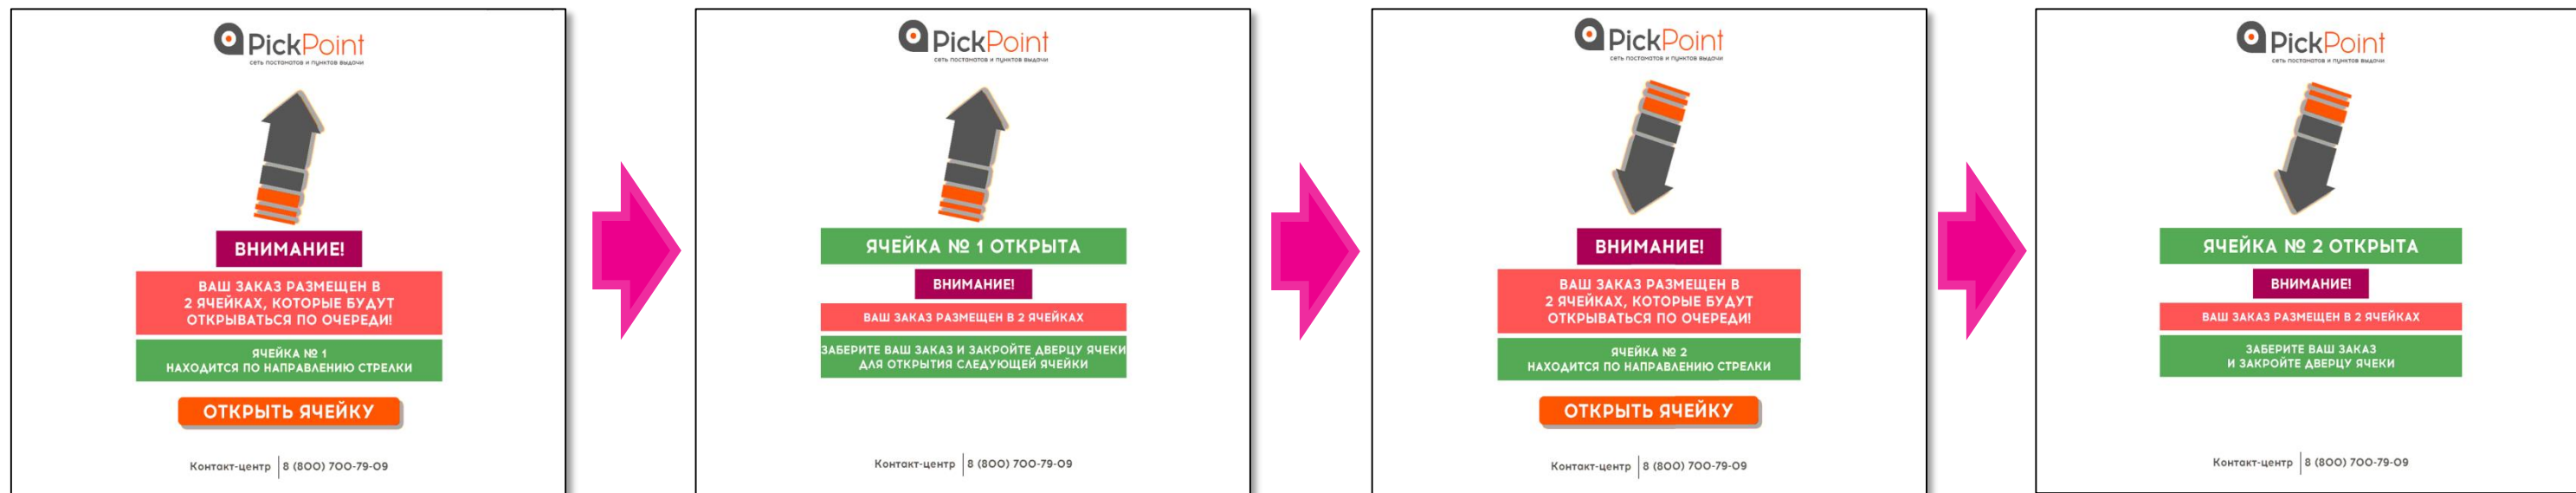 PickPoint
сеть постаматов и пунктов выдачи
ВНИМАНИЕ!
ВАШ ЗАКАЗ РАЗМЕЩЕН В
2 ЯЧЕЙКАХ, КОТОРЫЕ БУДУТ
ОТКРЫВАТЬСЯ ПО ОЧЕРЕДИ!
ЯЧЕЙКА № 1
НАХОДИТСЯ ПО НАПРАВЛЕНИЮ СТРЕЛКИ
ОТКРЫТЬ ЯЧЕЙКУ
Контакт-центр 8 (800) 700-79-09
PickPoint
сеть постаматов и пунктов выдачи
ЯЧЕЙКА № 1 ОТКРЫТА
ВНИМАНИЕ!
ВАШ ЗАКАЗ РАЗМЕЩЕН В 2 ЯЧЕЙКАХ
ЗАБЕРИТЕ ВАШ ЗАКАЗ И ЗАКРОЙТЕ ДВЕРЦУ ЯЧЕКИ
ДЛЯ ОТКРЫТИЯ СЛЕДУЮЩЕЙ ЯЧЕЙКИ
Контакт-центр 8 (800) 700-79-09
PickPoint
сеть постаматов и пунктов выдачи
ВНИМАНИЕ!
ВАШ ЗАКАЗ РАЗМЕЩЕН В
2 ЯЧЕЙКАХ, КОТОРЫЕ БУДУТ
ОТКРЫВАТЬСЯ ПО ОЧЕРЕДИ!
ЯЧЕЙКА № 2
НАХОДИТСЯ ПО НАПРАВЛЕНИЮ СТРЕЛКИ
ОТКРЫТЬ ЯЧЕЙКУ
Контакт-центр 8 (800) 700-79-09
PickPoint
сеть постаматов и пунктов выдачи
ЯЧЕЙКА № 2 ОТКРЫТА
ВНИМАНИЕ!
ВАШ ЗАКАЗ РАЗМЕЩЕН В 2 ЯЧЕЙКАХ
ЗАБЕРИТЕ ВАШ ЗАКАЗ
И ЗАКРОЙТЕ ДВЕРЦУ ЯЧЕКИ
Контакт-центр 8 (800) 700-79-09